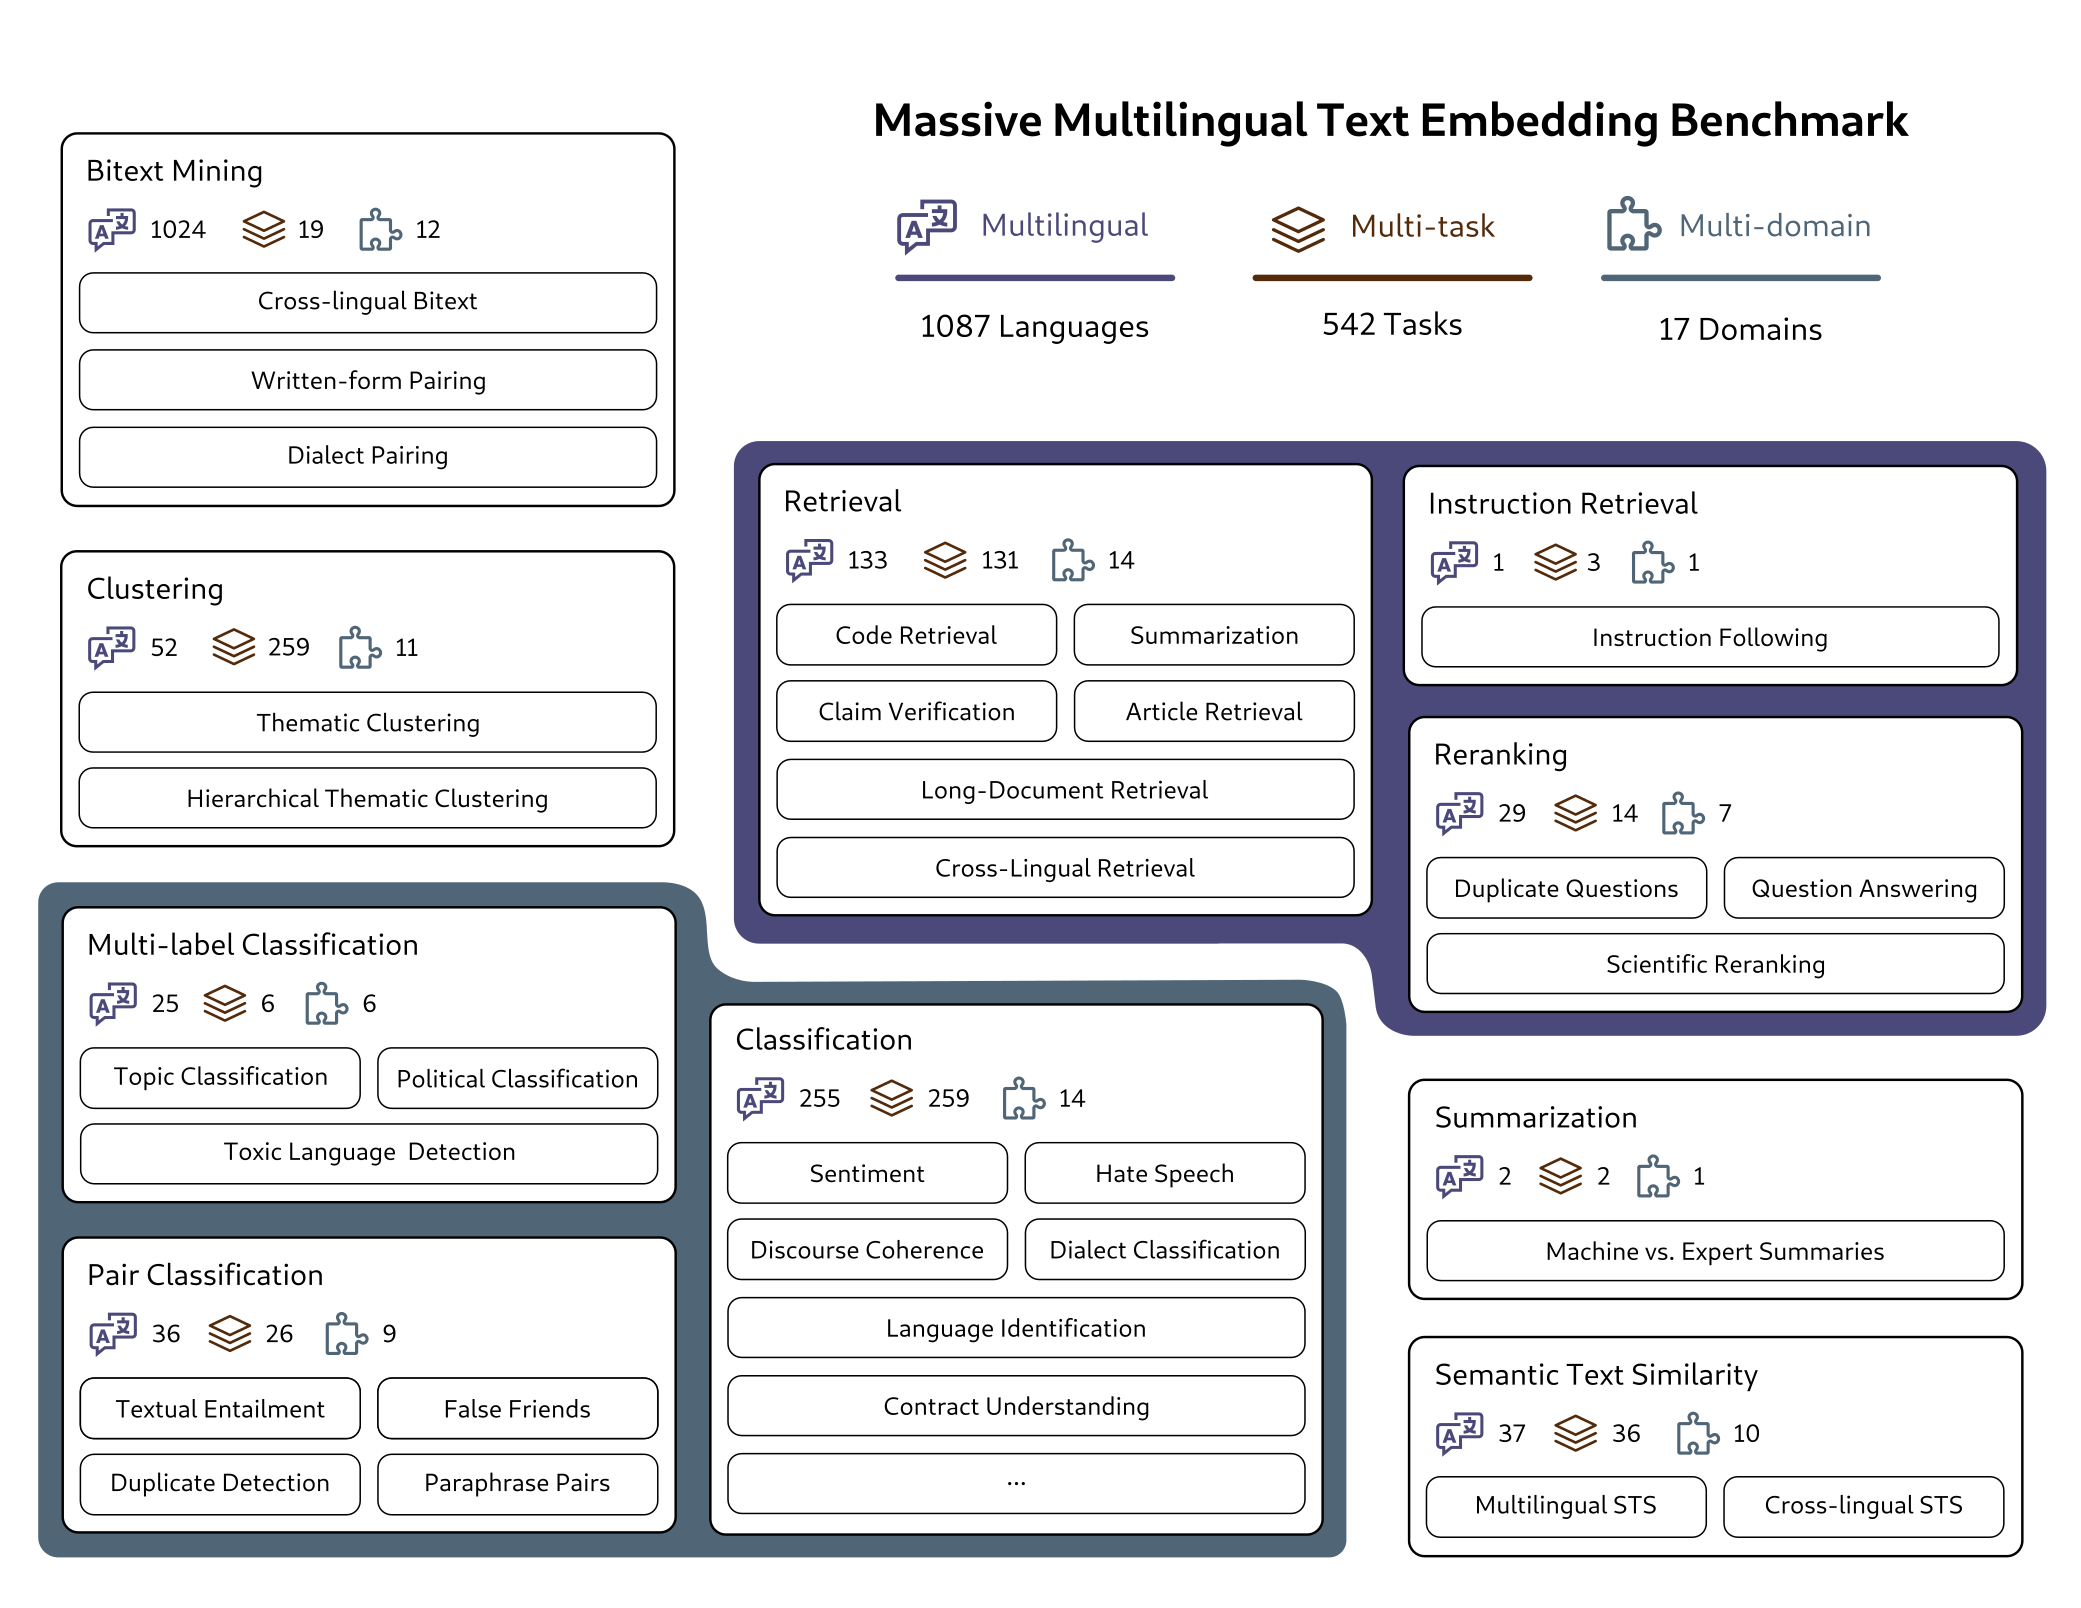 Massive Multilingual Text Embedding Benchmark
Multilingual
Multi-task
Multi-domain
1087 Languages
542 Tasks
17 Domains
Bitext Mining
1024 19 12
Cross-lingual Bitext
Written-form Pairing
Dialect Pairing
Clustering
52 259 11
Thematic Clustering
Hierarchical Thematic Clustering
Retrieval
133 131 14
Code Retrieval
Summarization
Claim Verification
Article Retrieval
Long-Document Retrieval
Cross-Lingual Retrieval
Instruction Retrieval
1 3 1
Instruction Following
Reranking
29 14 7
Duplicate Questions
Question Answering
Scientific Reranking
Multi-label Classification
25 6 6
Topic Classification
Political Classification
Toxic Language Detection
Pair Classification
36 26 9
Textual Entailment
False Friends
Duplicate Detection
Paraphrase Pairs
Classification
255 259 14
Sentiment
Hate Speech
Discourse Coherence
Dialect Classification
Language Identification
Contract Understanding
...
Summarization
2 2 1
Machine vs. Expert Summaries
Semantic Text Similarity
37 36 10
Multilingual STS
Cross-lingual STS